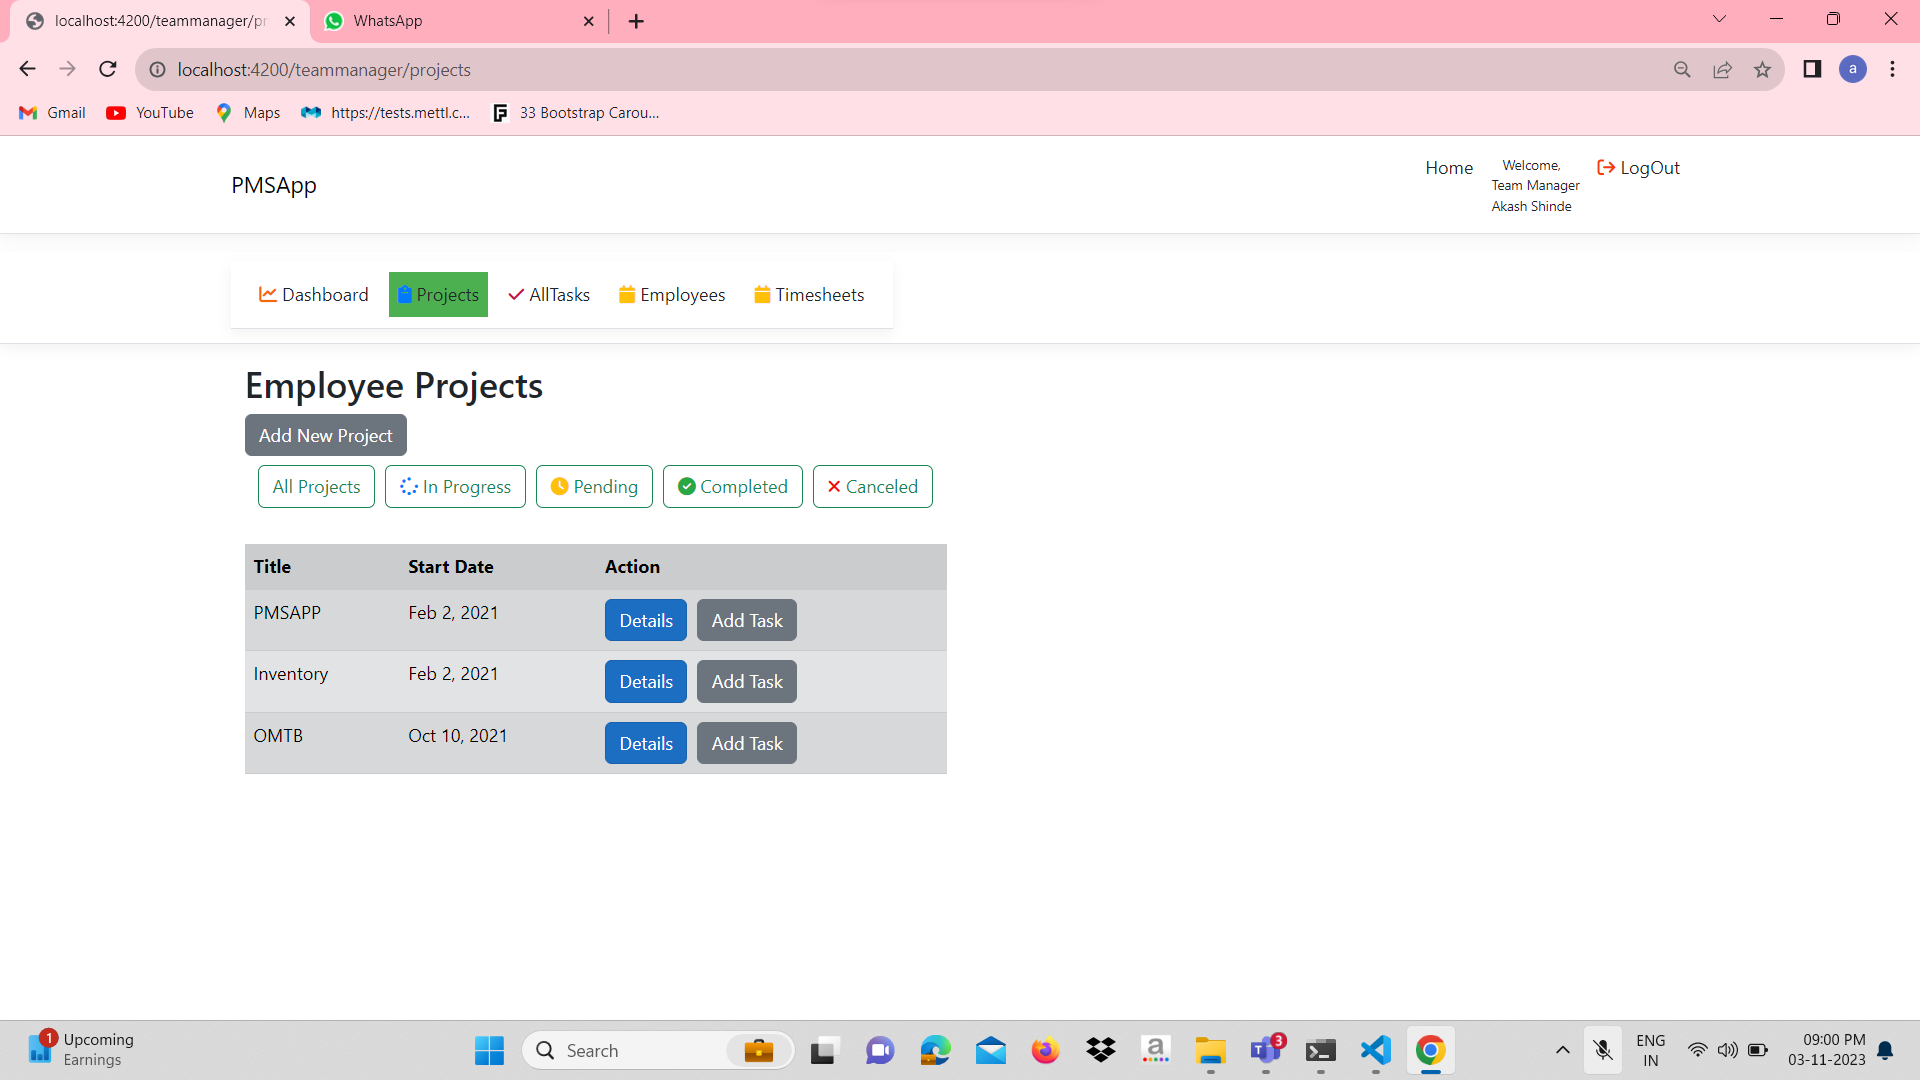 localhost:4200/teammanager/pr
WhatsApp
localhost:4200/teammanager/projects
a
Gmail
YouTube
Maps
https://tests.mettl.c...
33 Bootstrap Carou...
PMSApp
Home
Welcome,
Team Manager
Akash Shinde
LogOut
Dashboard
Projects
AllTasks
Employees
Timesheets
Employee Projects
Add New Project
All Projects
In Progress
Pending
Completed
Canceled
Title Start Date Action
PMSAPP Feb 2, 2021 Details Add Task
Inventory Feb 2, 2021 Details Add Task
OMTB Oct 10, 2021 Details Add Task
1
Upcoming
Earnings
Search
a
3
ENG
IN
09:00 PM
03-11-2023